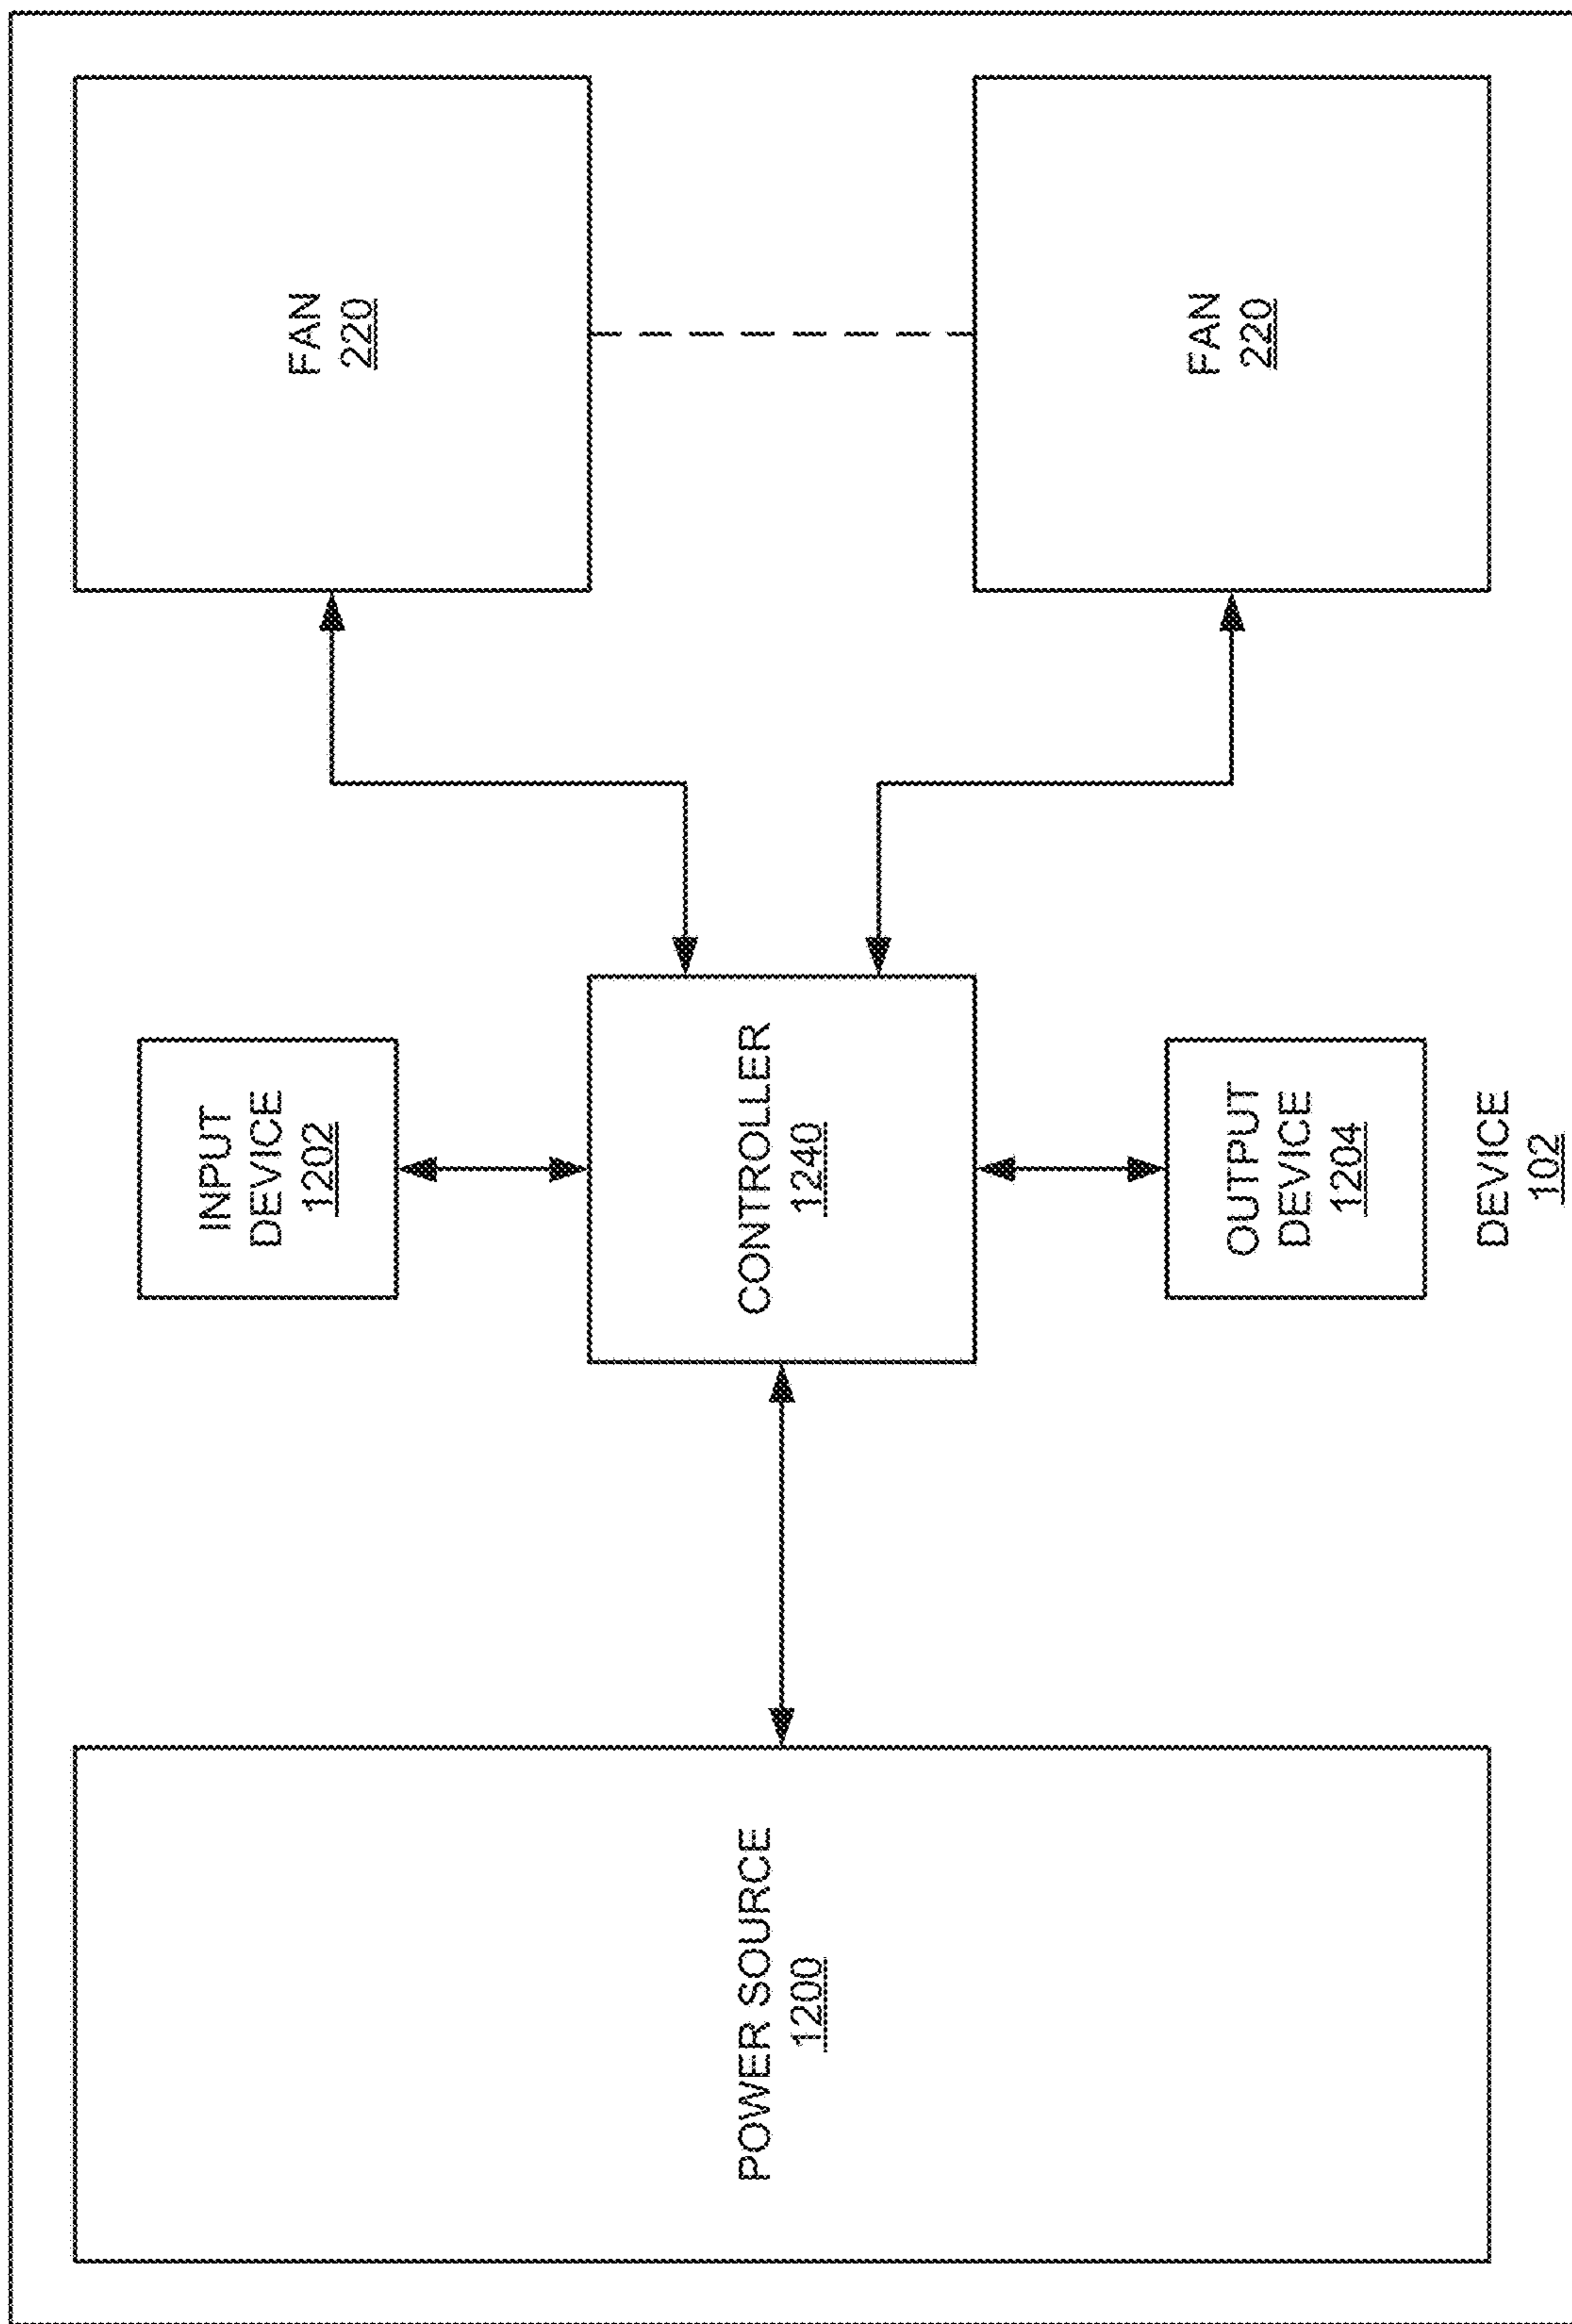 POWER SOURCE
1200
INPUT
DEVICE
1202
CONTROLLER
1240
OUTPUT
DEVICE
1204
DEVICE
102
FAN
220
FAN
220